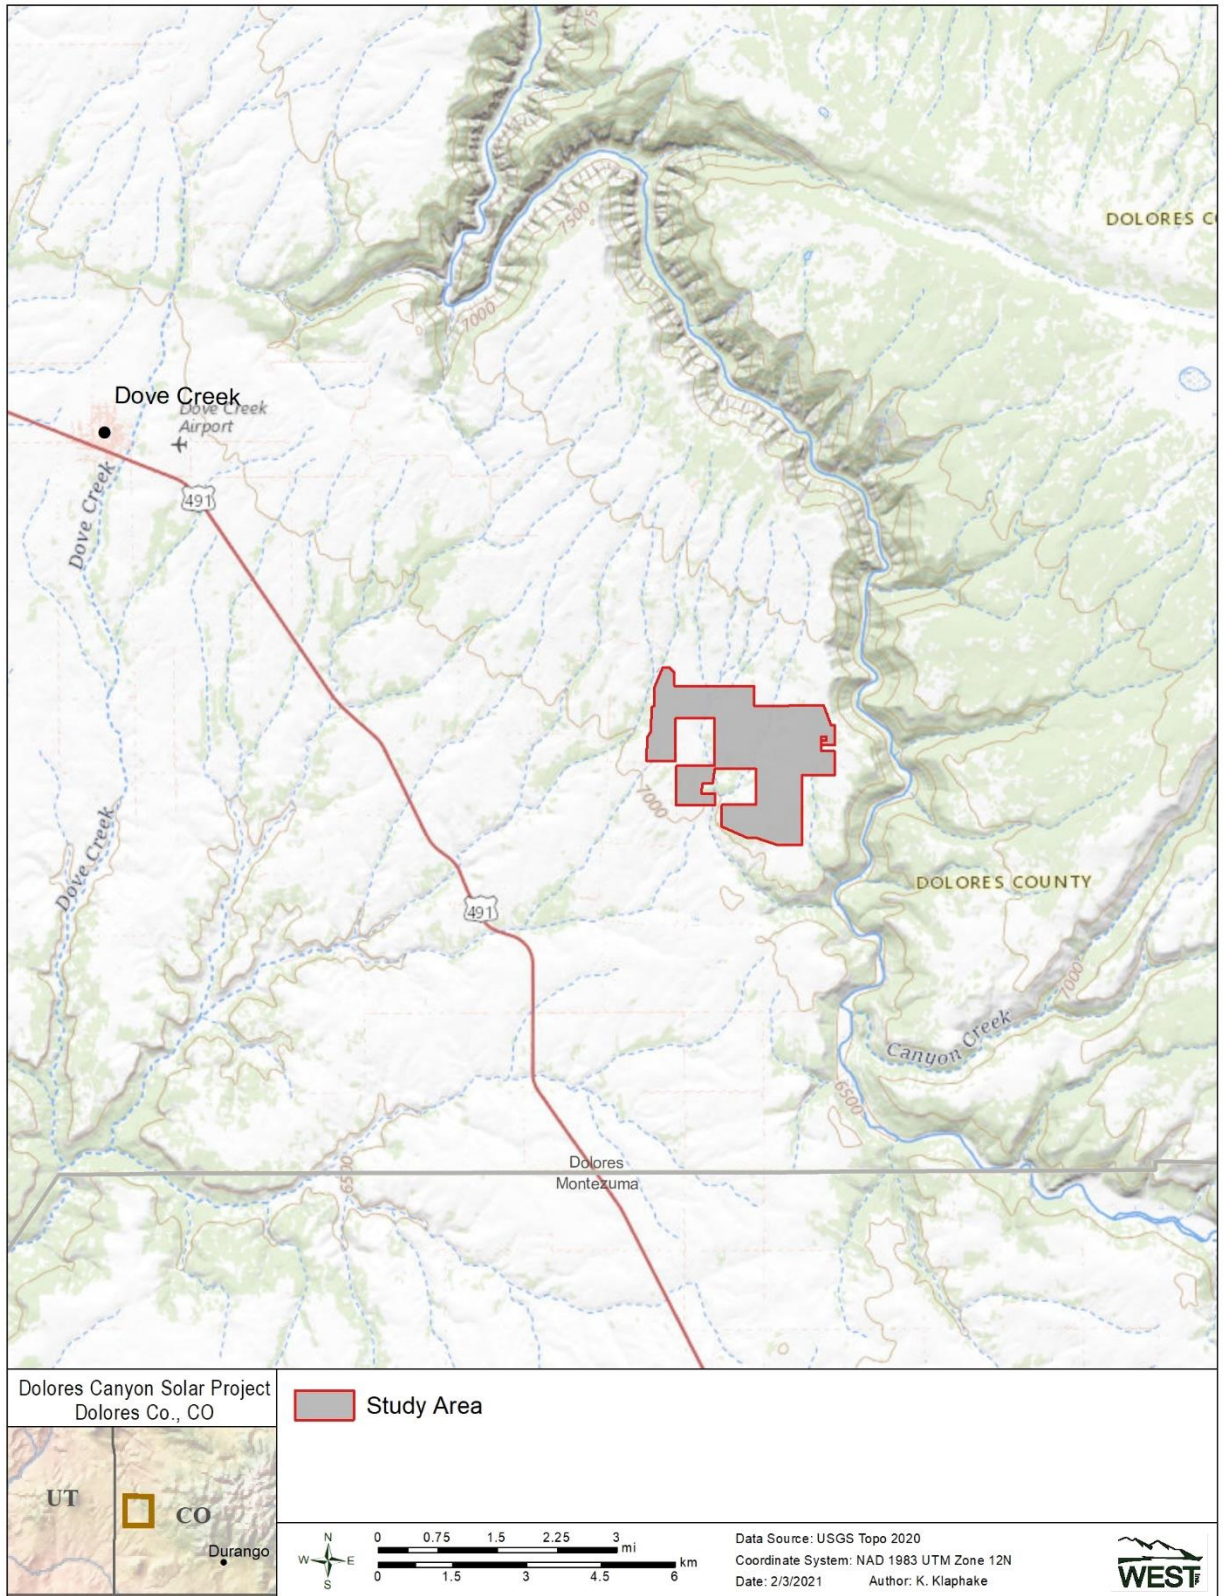 750
7500
DOLORES CO
7000
Dove Creek
Dove Creek
Airport
491
Dove Creek
7000
Dove Creek
491
DOLORES COUNTY
7000
Canyon Creek
6500
Dolores
Montezuma
6500
Dolores Canyon Solar Project
Dolores Co., CO
Study Area
UT
CO
Durango
N
W E
S
0 0.75 1.5 2.25 3
mi
km
0 1.5 3 4.5 6
Data Source: USGS Topo 2020
Coordinate System: NAD 1983 UTM Zone 12N
Date: 2/3/2021 Author: K. Klaphake
WEST